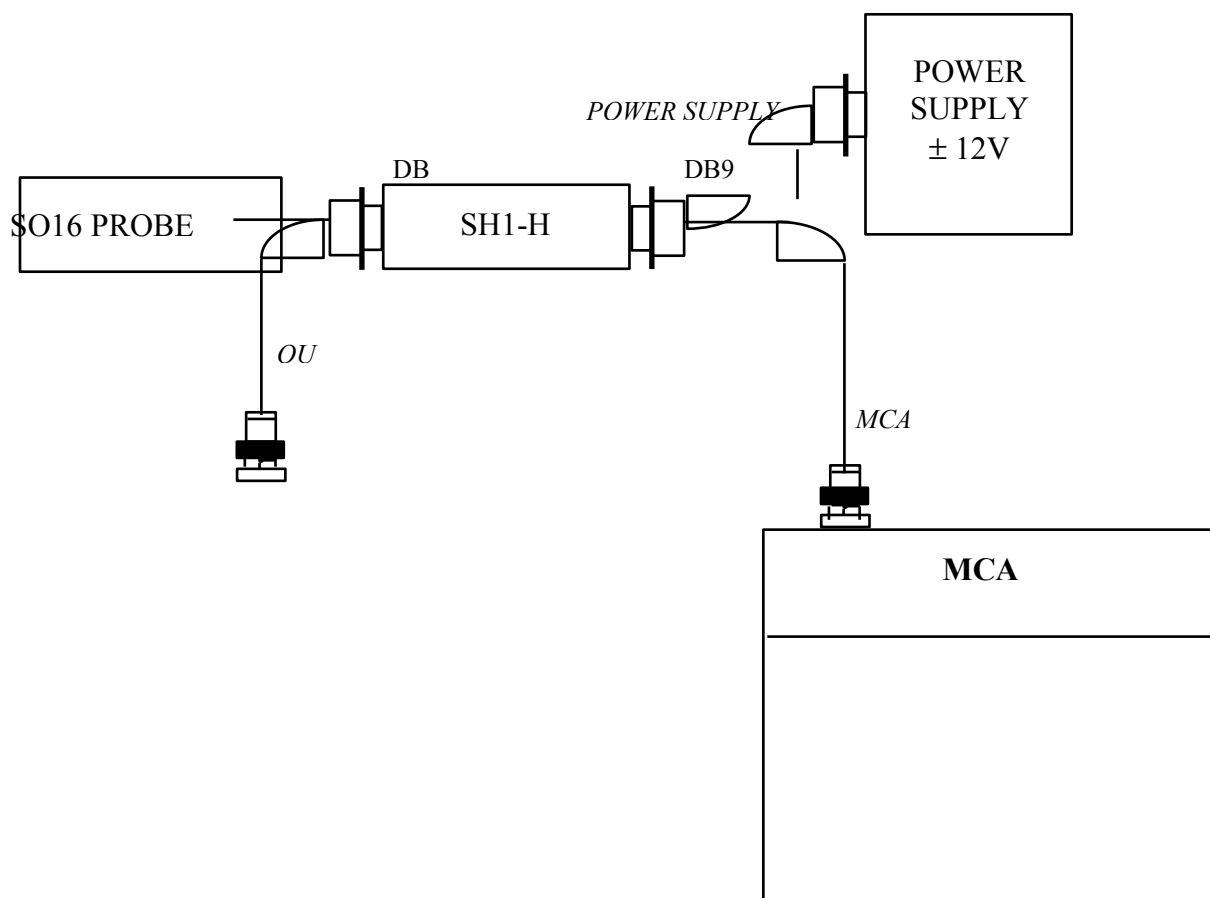 POWER
SUPPLY
± 12V
POWER SUPPLY
DB
DB9
SO16 PROBE
SH1-H
OU
MCA
MCA